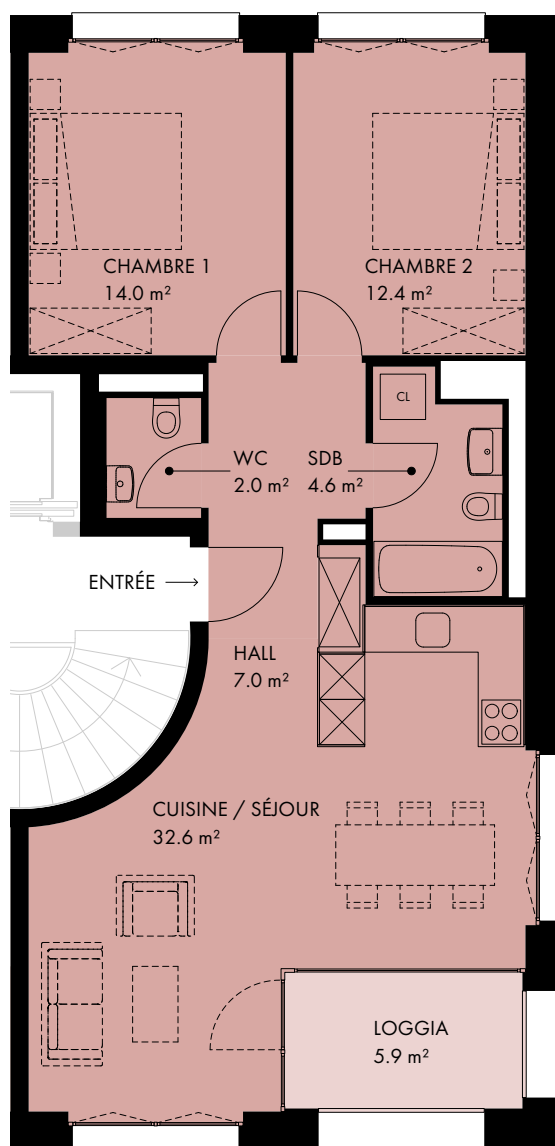 CHAMBRE 1
14.0 m²
CHAMBRE 2
12.4 m²
CL
WC
2.0 m²
SDB
4.6 m²
ENTRÉE
HALL
7.0 m²
CUISINE / SÉJOUR
32.6 m²
LOGGIA
5.9 m²